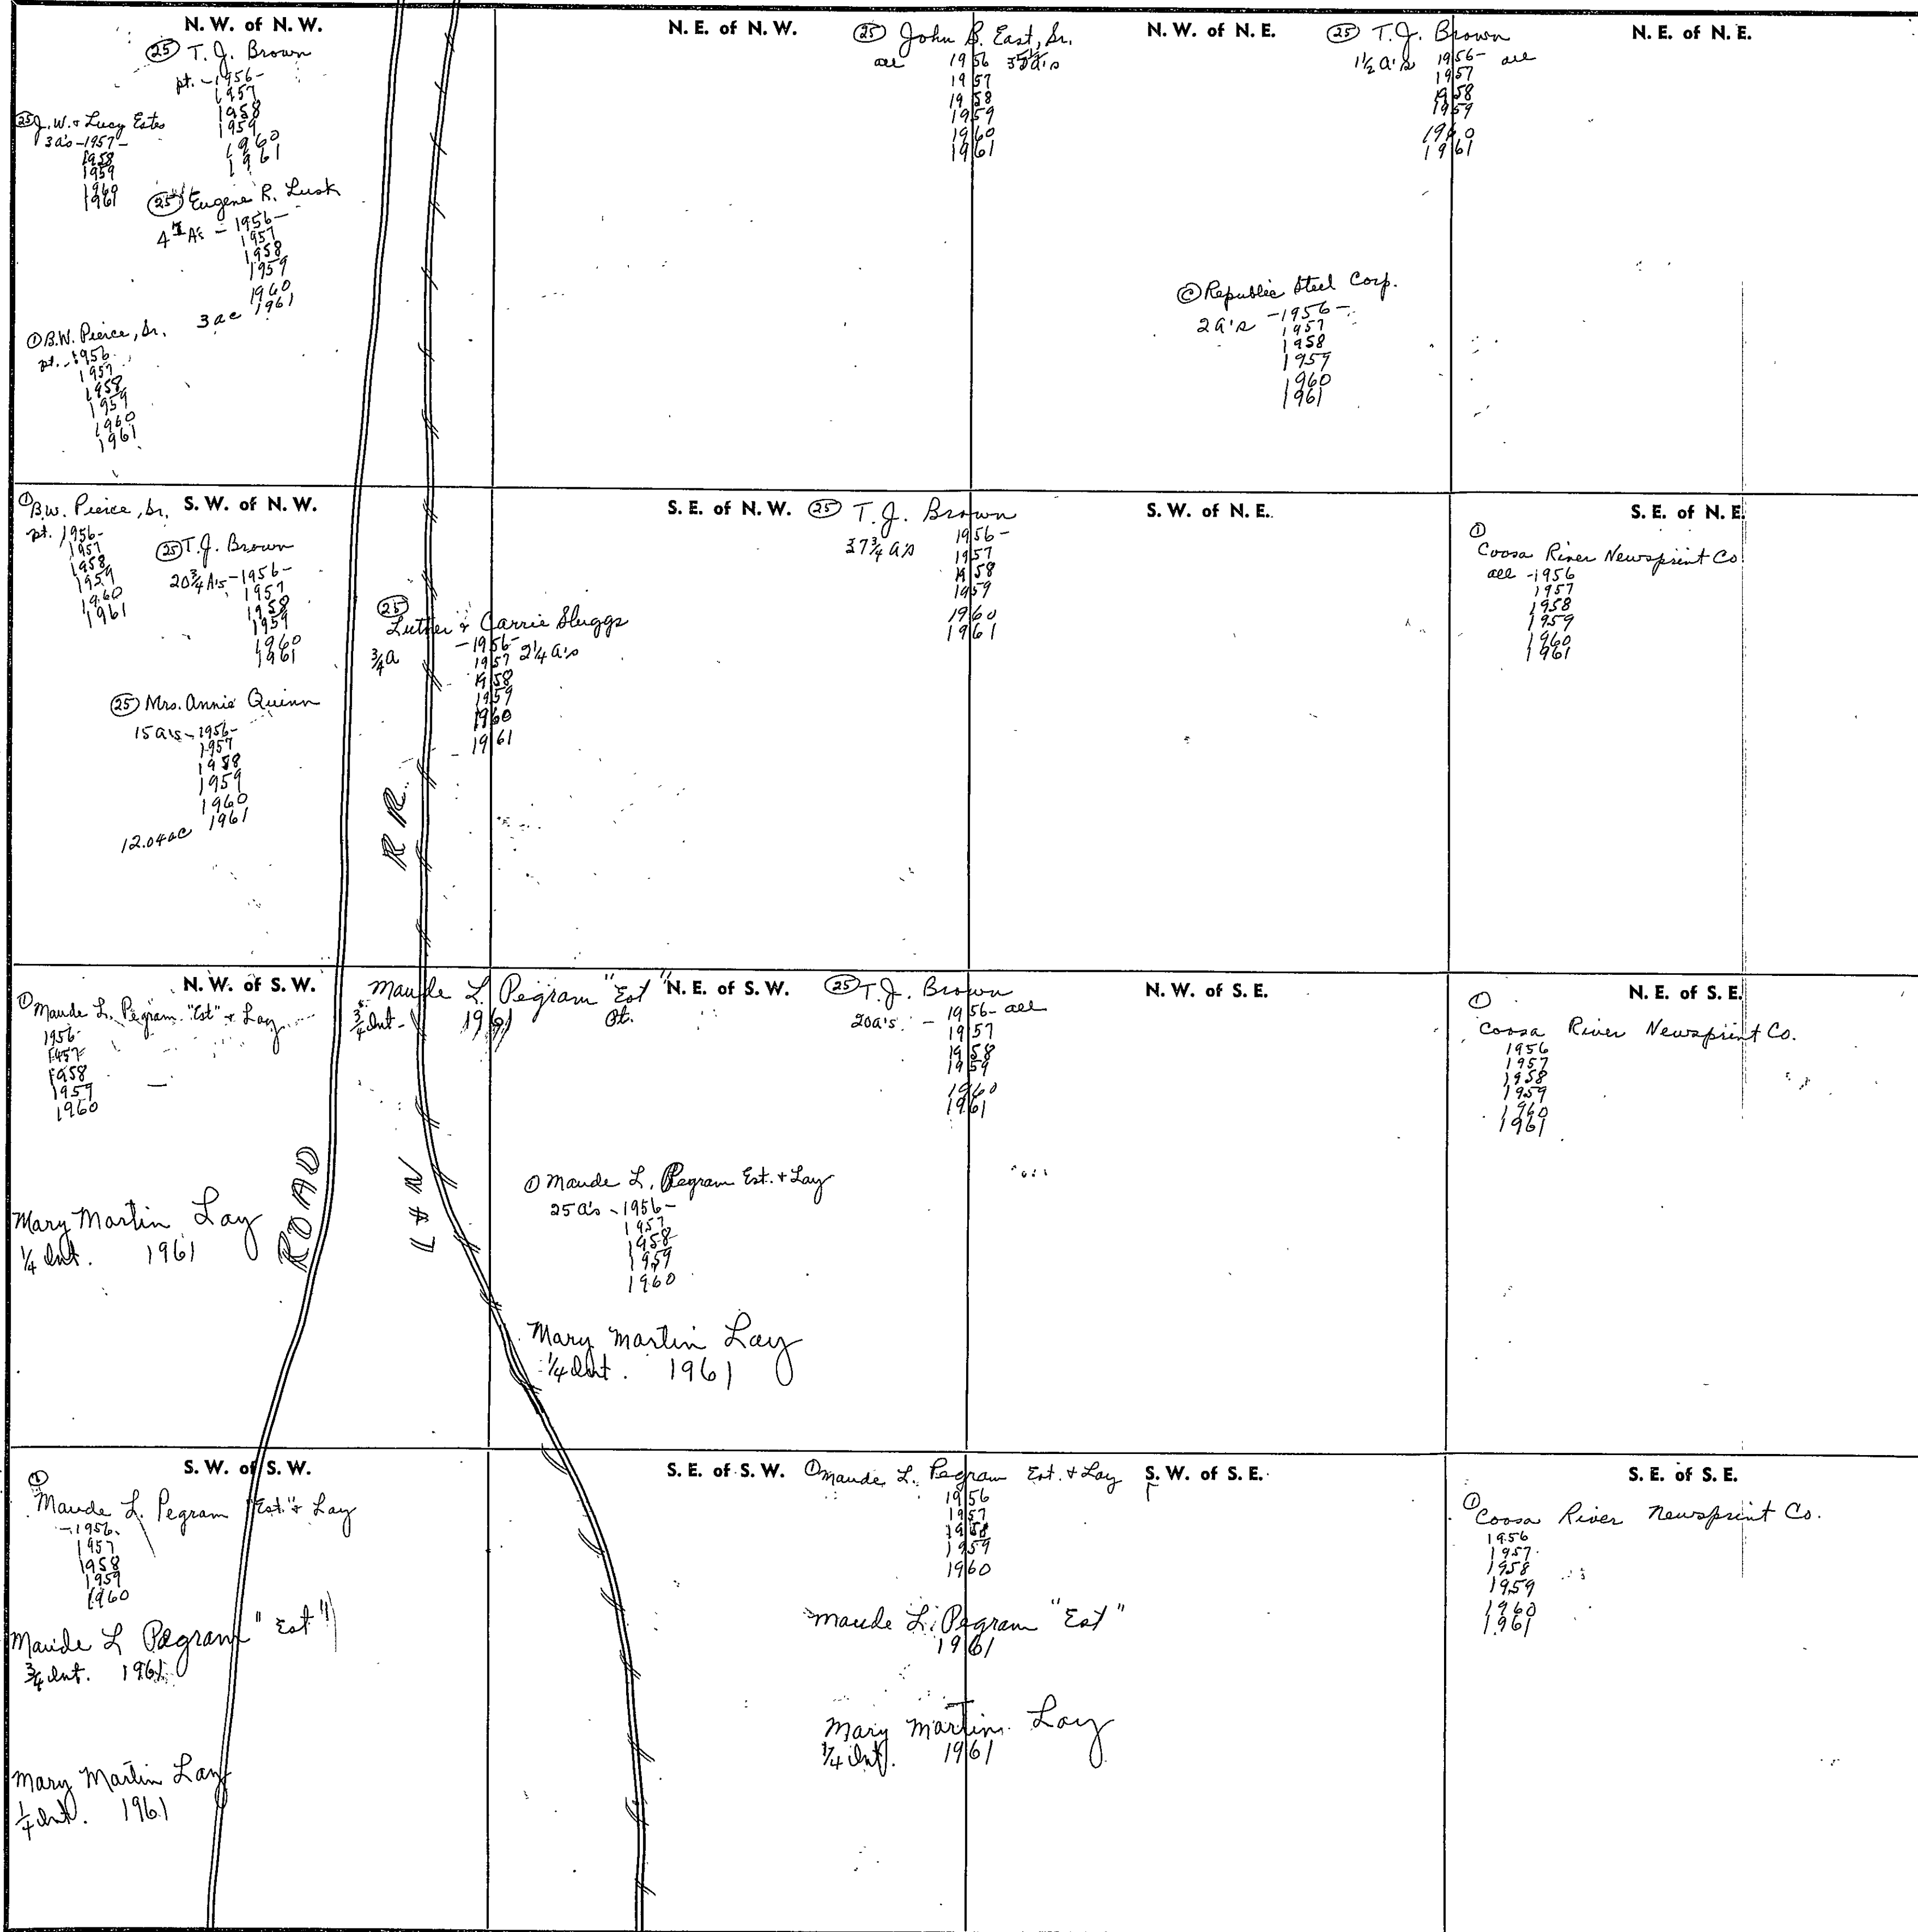 N. W. of N. W.
25 T. J. Brown
pt. -1956-
1957
1958
1959
1960
1961
25 J. W. & Lucy Estes
3 a's -1957-
1958
1959
1960
1961
25 Eugene R. Lusk
A's - 1956-
1957
1958
1959
1960
3 ac 1961
1 B.W. Pierce, Sr.
pt. - 1956
1957
1958
1959
1960
1961
N. E. of N. W.
25 John B. East, Sr.
all 1956
1957
1958
1959
1960
1961
N. W. of N. E.
25 T. J. Brown
1½ a's 1956- all
1957
1958
1959
1960
1961
C Republic Steel Corp.
2 a's -1956-
1957
1958
1959
1960
1961
N. E. of N. E.
S. W. of N. W.
1 B.W. Pierce, Sr.
pt. 1956-
1957
1958
1959
1960
1961
25 T. J. Brown
20¾ A's -1956-
1957
1958
1959
1960
1961
25
Luther & Carrie Sluggs
-1956-
¾ a 1957 2¼ a's
1958
1959
1960
1961
25 Mrs. Annie Quinn
15 a's - 1956-
1957
1958
1959
1960
1961
12.04 ac
R R
S. E. of N. W.
25 T. J. Brown
1956-
37¾ a's 1957
1958
1959
1960
1961
S. W. of N. E.
S. E. of N. E.
1
Coosa River Newsprint Co.
all -1956
1957
1958
1959
1960
1961
N. W. of S. W.
1 Maude L. Pegram "Est" & Lay
1956
1957
1958
1959
1960
Maude L. Pegram "Est"
¾ Int- 1961 Pt.
Mary Martin Lay
¼ Int. 1961
ROAD
L & N
N. E. of S. W.
25 T. J. Brown
20 a's - 1956- all
1957
1958
1959
1960
1961
1 Maude L. Pegram Est. & Lay
25 a's - 1956-
1957
1958
1959
1960
Mary Martin Lay
¼ Int. 1961
N. W. of S. E.
N. E. of S. E.
1
Coosa River Newsprint Co.
1956
1957
1958
1959
1960
1961
S. W. of S. W.
1
Maude L. Pegram "Est" & Lay
-1956
1957
1958
1959
1960
Maude L Pegram "Est"
¾ Int. 1961
Mary Martin Lay
¼ Int. 1961
S. E. of S. W.
1 Maude L. Pegram Est. & Lay
1956
1957
1958
1959
1960
Maude L. Pegram "Est"
1961
Mary Martin Lay
¼ Int. 1961
S. W. of S. E.
S. E. of S. E.
1
Coosa River Newsprint Co.
1956
1957
1958
1959
1960
1961